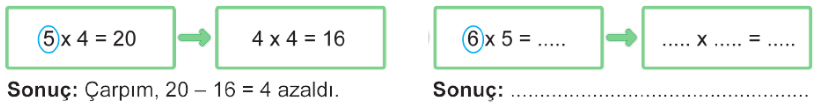 5 x 4 = 20 4 x 4 = 16 6 x 5 = ..... ..... x ..... = .....
Sonuç: Çarpım, 20 – 16 = 4 azaldı. Sonuç: ....................................................